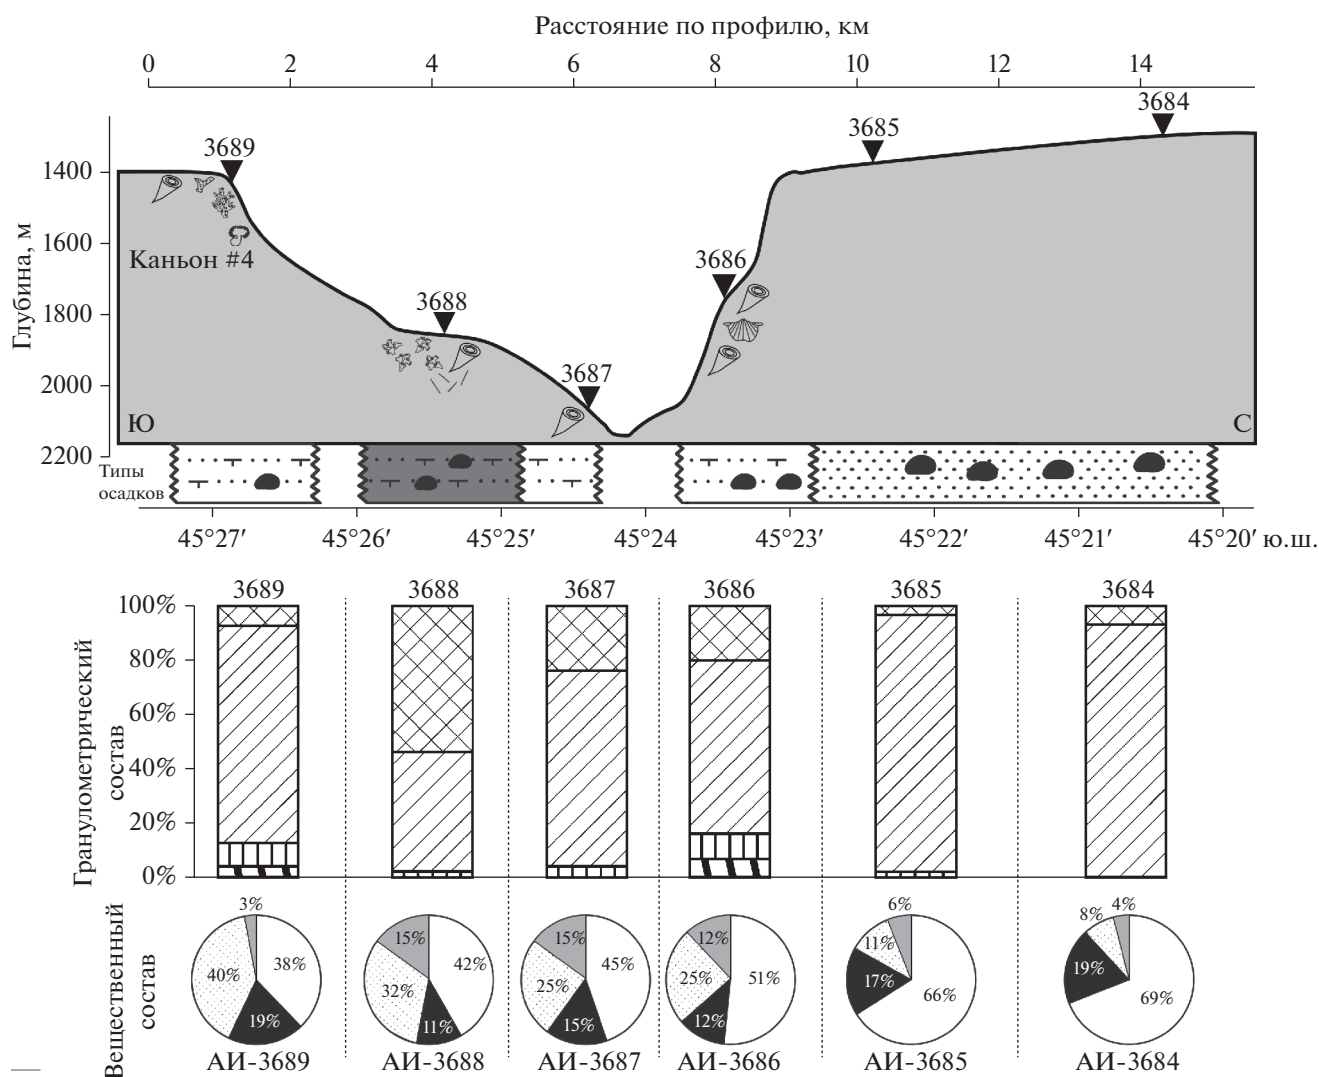 Расстояние по профилю, км
0 2 4 6 8 10 12 14
3684
3685
3689
1400
1600
1800
2000
2200
Глубина, м
Каньон #4
3686
3688
3687
Ю
С
Типы
осадков
45°27′ 45°26′ 45°25′ 45°24 45°23′ 45°22′ 45°21′ 45°20′ ю.ш.
3689 3688 3687 3686 3685 3684
100%
80%
60%
40%
20%
0%
Гранулометрический
состав
3% 38% 19% 40%
15% 42% 11% 32%
15% 45% 15% 25%
12% 51% 12% 25%
6% 66% 17% 11%
4% 69% 19% 8%
Вещественный
состав
АИ-3689 АИ-3688 АИ-3687 АИ-3686 АИ-3685 АИ-3684